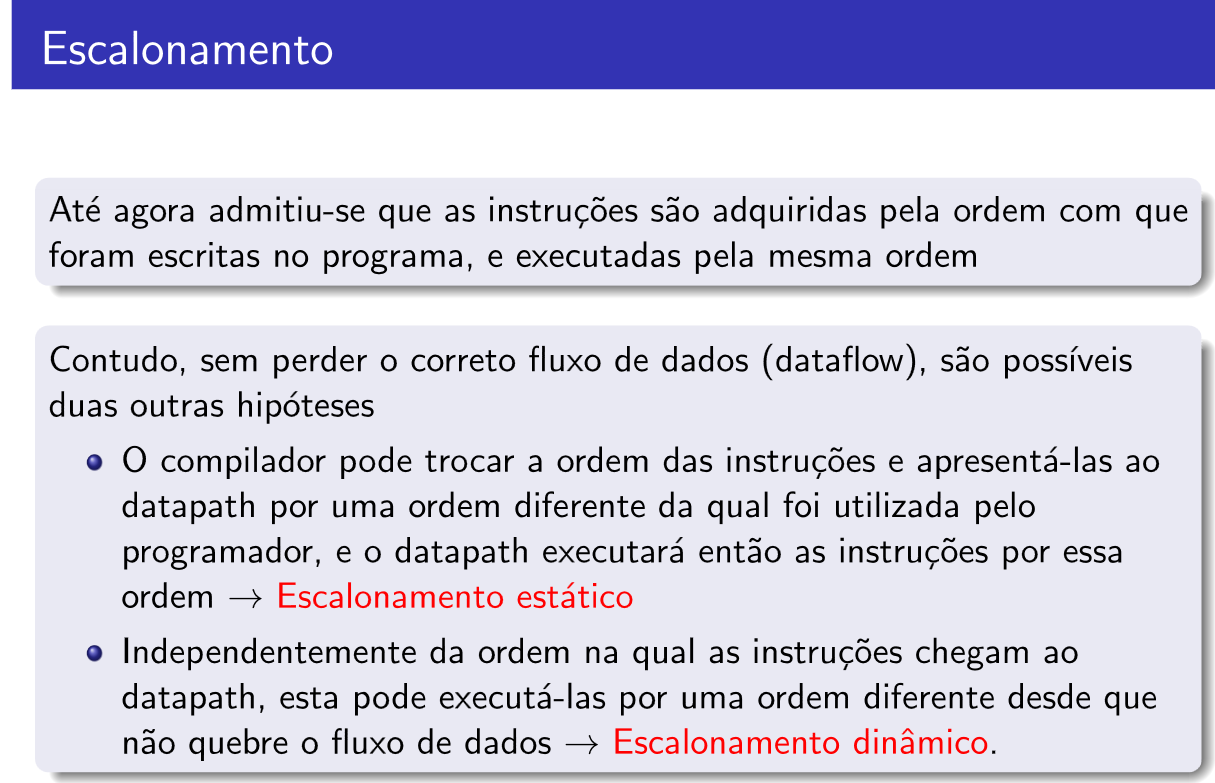 Escalonamento
Até agora admitiu-se que as instruções são adquiridas pela ordem com que
foram escritas no programa, e executadas pela mesma ordem
Contudo, sem perder o correto fluxo de dados (dataflow), são possíveis
duas outras hipóteses
O compilador pode trocar a ordem das instruções e apresentá-las ao
datapath por uma ordem diferente da qual foi utilizada pelo
programador, e o datapath executará então as instruções por essa
ordem → Escalonamento estático
Independentemente da ordem na qual as instruções chegam ao
datapath, esta pode executá-las por uma ordem diferente desde que
não quebre o fluxo de dados → Escalonamento dinâmico.